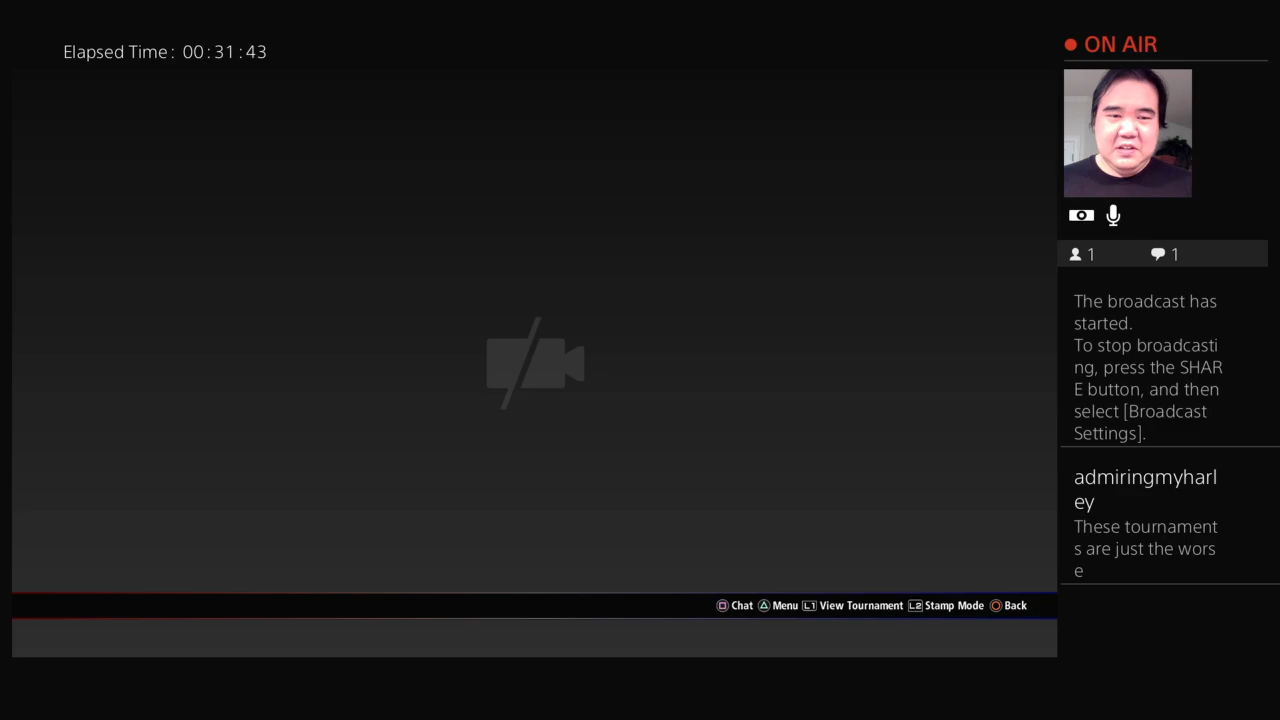 Elapsed Time: 00:31:43
ON AIR
1
1
The broadcast has
started.
To stop broadcasti
ng, press the SHAR
E button, and then
select [Broadcast
Settings].
admiringmyharl
ey
These tournament
s are just the wors
e
Chat Menu L1 View Tournament L2 Stamp Mode Back